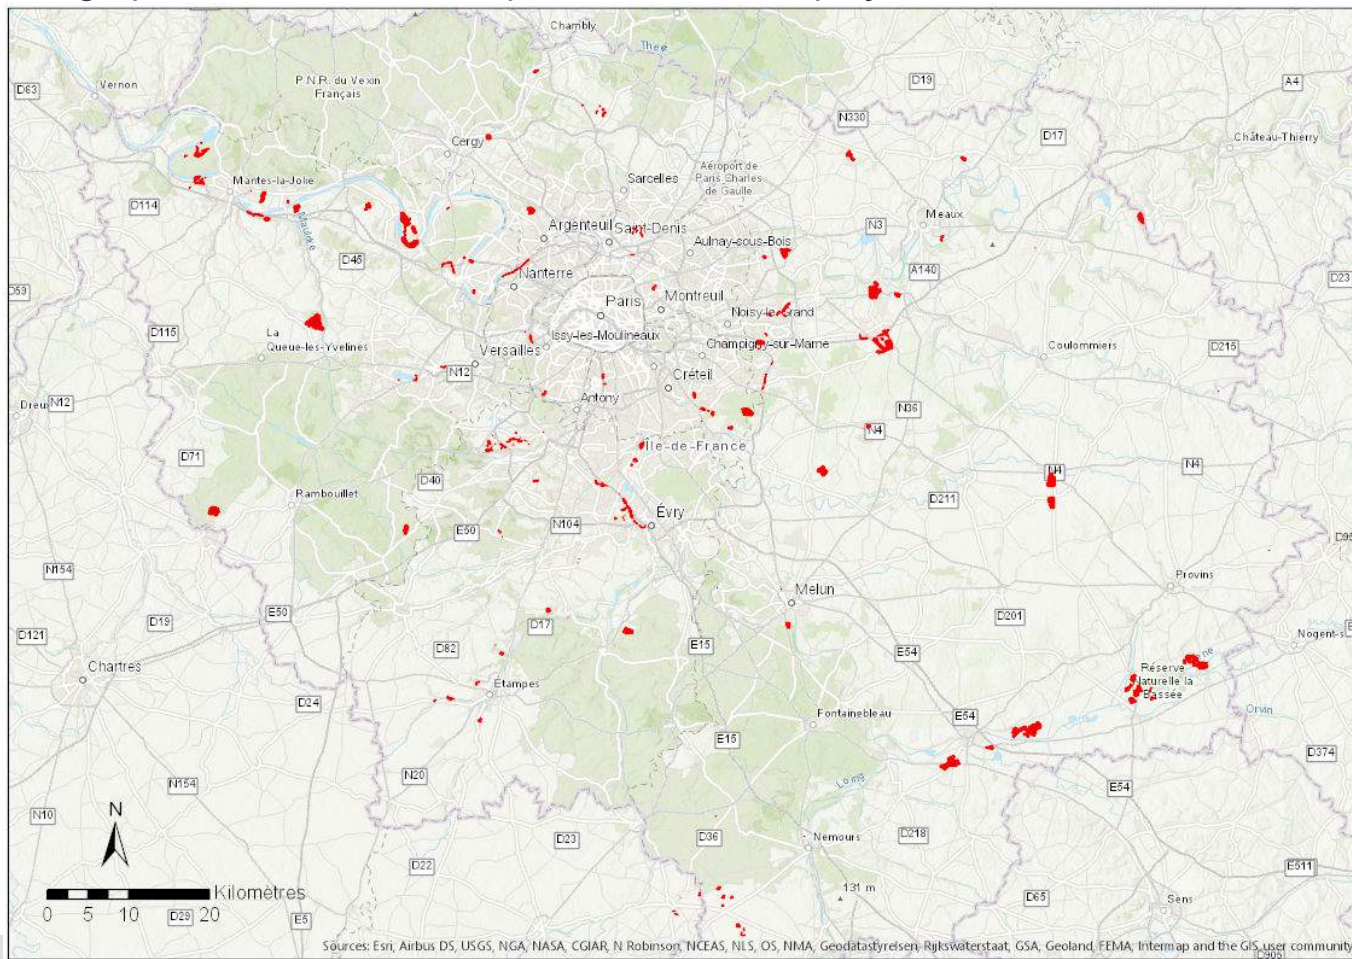 Chambly
Thève
Vernon
P.N.R. du Vexin
Français
D63
D19
A4
N330
D17
Château-Thierry
Cergy
Aéroport de
Paris Charles
de Gaulle
Sarcelles
Mantes-la-Jolie
D114
Meaux
Mauldre
N3
Argenteuil
Saint-Denis
Aulnay-sous-Bois
D45
A140
D23
D59
Nanterre
Paris
Montreuil
Noisy-le-Grand
D115
La
Queue-les-Yvelines
Issy-les-Moulineaux
Champigny-sur-Marne
Versailles
Coulommiers
D215
N12
Créteil
Dreux
N12
Antony
N36
N4
Île-de-France
D71
N4
N4
D40
Rambouillet
D211
Évry
E50
N104
D95
N154
Provins
Melun
E50
D19
D17
D201
D121
Nogent-s
D82
E15
E54
Chartres
Réserve
Naturelle la
Bassée
Étampes
D24
Orvin
Fontainebleau
E54
E15
D374
N20
N154
Loing
E54
N10
N
D23
D36
Nemours
D218
D22
E511
131 m
Kilomètres
D65
Sens
0 5 10 20
D29
E5
Sources: Esri, Airbus DS, USGS, NGA, NASA, CGIAR, N Robinson, NCEAS, NLS, OS, NMA, Geodatastyrelsen, Rijkswaterstaat, GSA, Geoland, FEMA, Intermap and the GIS user community
D905